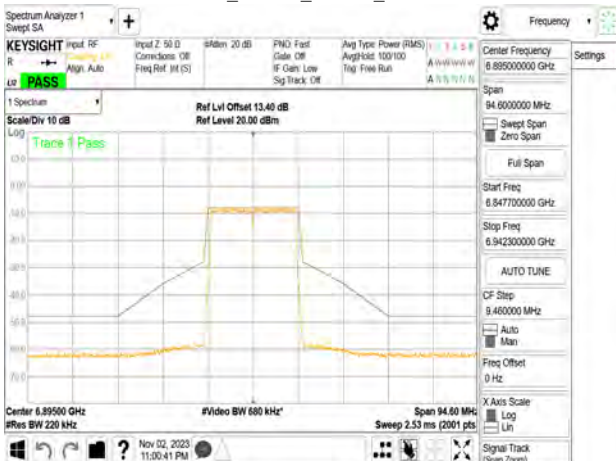 Spectrum Analyzer 1
Swept SA
+
Frequency
KEYSIGHT
R
PASS
Input: RF
Align: Auto
Input Z: 50 Ω
Corrections: Off
Freq Ref: Int (S)
#Atten: 20 dB
PNO: Fast
Gate: Off
IF Gain: Low
Sig Track: Off
Avg Type: Power (RMS)
Avg|Hold: 100/100
Trig: Free Run
A W W W W W
A N N N N N
1 Spectrum
Scale/Div 10 dB
Ref Lvl Offset 13.40 dB
Ref Level 20.00 dBm
Log
Trace 1 Pass
Center 6.89500 GHz
#Res BW 220 kHz
#Video BW 680 kHz*
Span 94.60 MHz
Sweep 2.53 ms (2001 pts
Nov 02, 2023
11:00:41 PM
Center Frequency
6.895000000 GHz
Settings
Span
94.6000000 MHz
Swept Span
Zero Span
Full Span
Start Freq
6.847700000 GHz
Stop Freq
6.942300000 GHz
AUTO TUNE
CF Step
9.460000 MHz
Auto
Man
Freq Offset
0 Hz
X Axis Scale
Log
Lin
Signal Track
(Span Zoom)